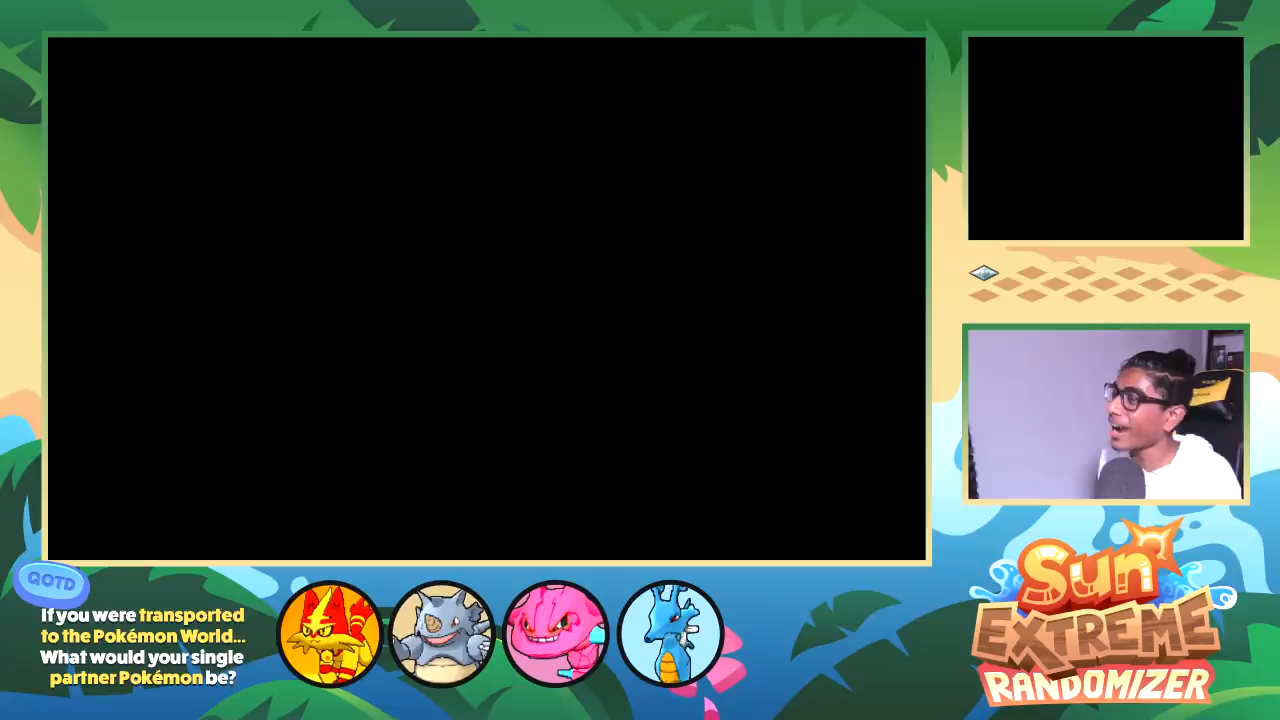 QOTD
If you were transported
to the Pokémon World...
What would your single
partner Pokémon be?
Sun
EXTREME
RANDOMIZER